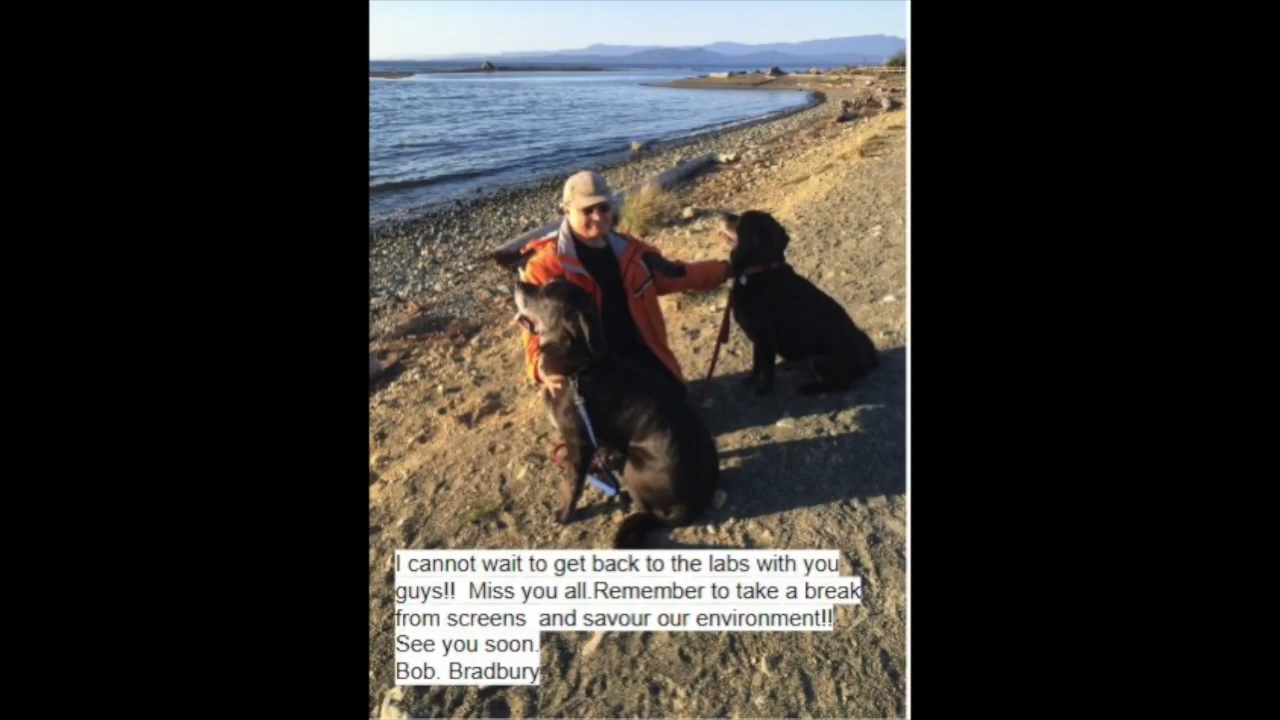 I cannot wait to get back to the labs with you
guys!!  Miss you all.Remember to take a break
from screens  and savour our environment!!
See you soon.
Bob. Bradbury